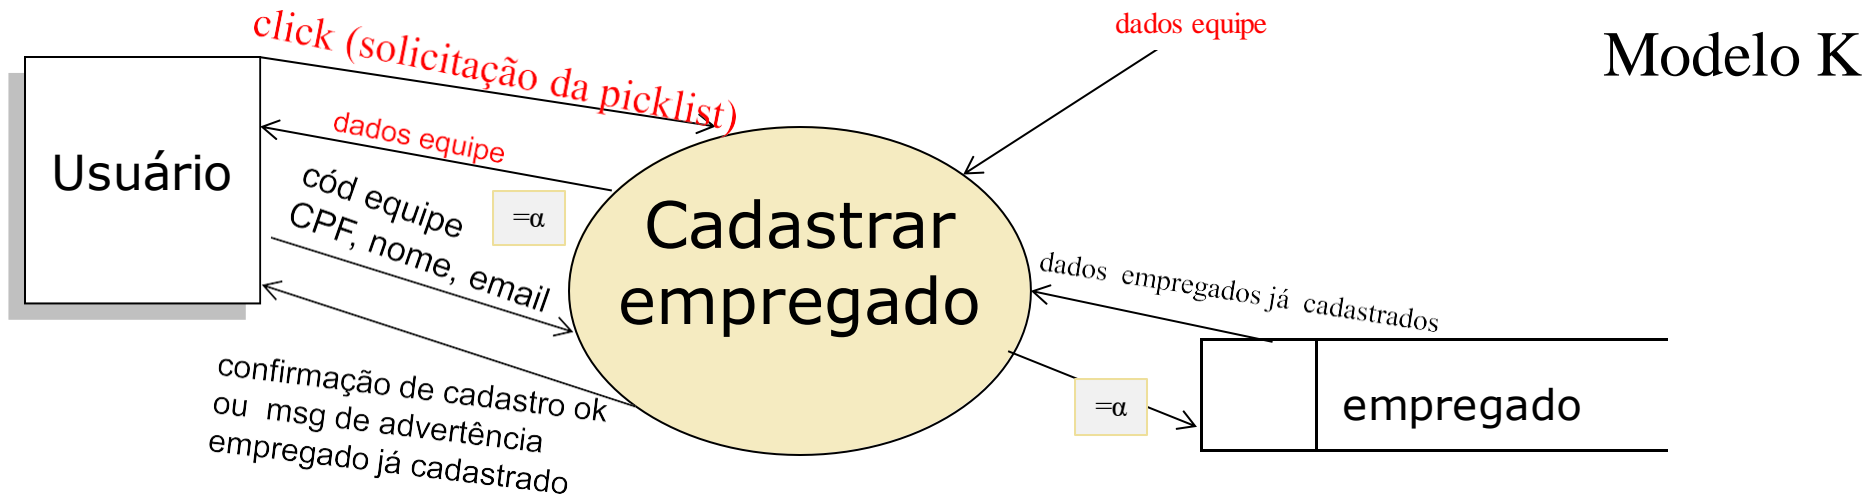 click (solicitação da picklist)
dados equipe
Modelo K
dados equipe
Usuário
cód equipe
CPF, nome, email
=α
Cadastrar
empregado
dados empregados já cadastrados
confirmação de cadastro ok
ou msg de advertência
empregado já cadastrado
=α
empregado